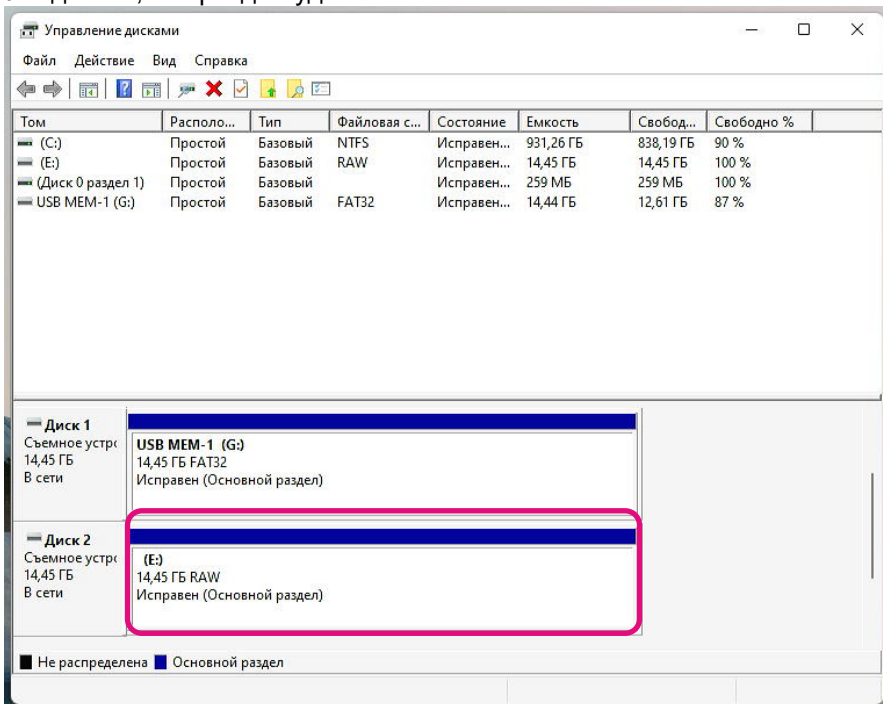 Управление дисками
Файл Действие Вид Справка
Том Располо... Тип Файловая с... Состояние Емкость Свобод... Свободно %
(C:) Простой Базовый NTFS Исправен... 931,26 ГБ 838,19 ГБ 90 %
(E:) Простой Базовый RAW Исправен... 14,45 ГБ 14,45 ГБ 100 %
(Диск 0 раздел 1) Простой Базовый Исправен... 259 МБ 259 МБ 100 %
USB MEM-1 (G:) Простой Базовый FAT32 Исправен... 14,44 ГБ 12,61 ГБ 87 %
Диск 1
Съемное устрс
14,45 ГБ
В сети
USB MEM-1 (G:)
14,45 ГБ FAT32
Исправен (Основной раздел)
Диск 2
Съемное устрс
14,45 ГБ
В сети
(E:)
14,45 ГБ RAW
Исправен (Основной раздел)
Не распределена Основной раздел